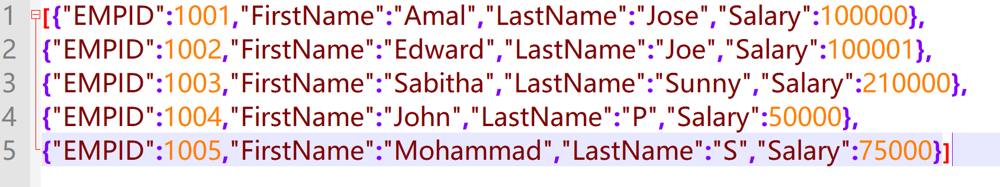 1 [{"EMPID":1001,"FirstName":"Amal","LastName":"Jose","Salary":100000},
2 {"EMPID":1002,"FirstName":"Edward","LastName":"Joe","Salary":100001},
3 {"EMPID":1003,"FirstName":"Sabitha","LastName":"Sunny","Salary":210000},
4 {"EMPID":1004,"FirstName":"John","LastName":"P","Salary":50000},
5 {"EMPID":1005,"FirstName":"Mohammad","LastName":"S","Salary":75000}]